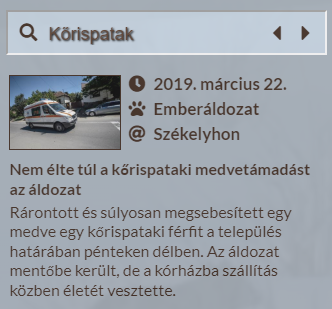 Kőrispatak
2019. március 22.
Emberáldozat
@ Székelyhon
Nem élte túl a kőrispataki medvetámadást
az áldozat
Rárontott és súlyosan megsebesített egy
medve egy kőrispataki férfit a település
határában pénteken délben. Az áldozat
mentőbe került, de a kórházba szállítás
közben életét vesztette.